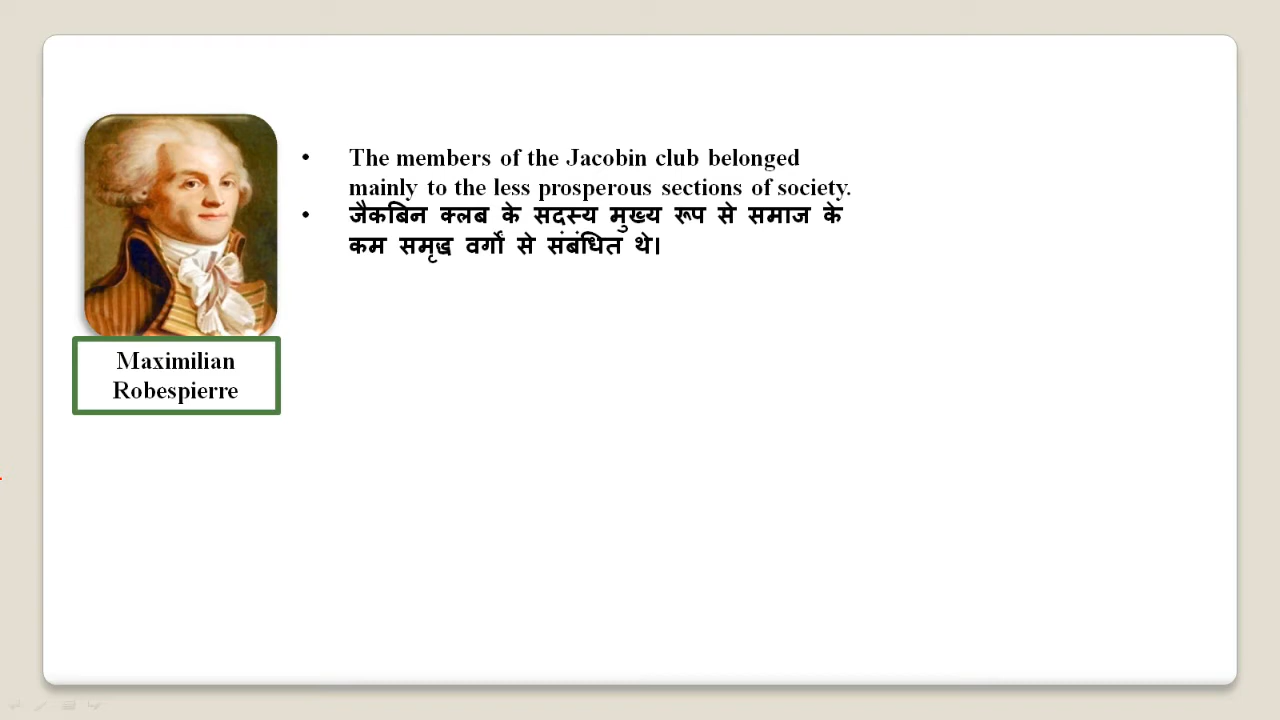 • The members of the Jacobin club belonged
mainly to the less prosperous sections of society.
• जैकबिन क्लब के सदस्य मुख्य रूप से समाज के
कम समृद्ध वर्गों से संबंधित थे।
Maximilian
Robespierre